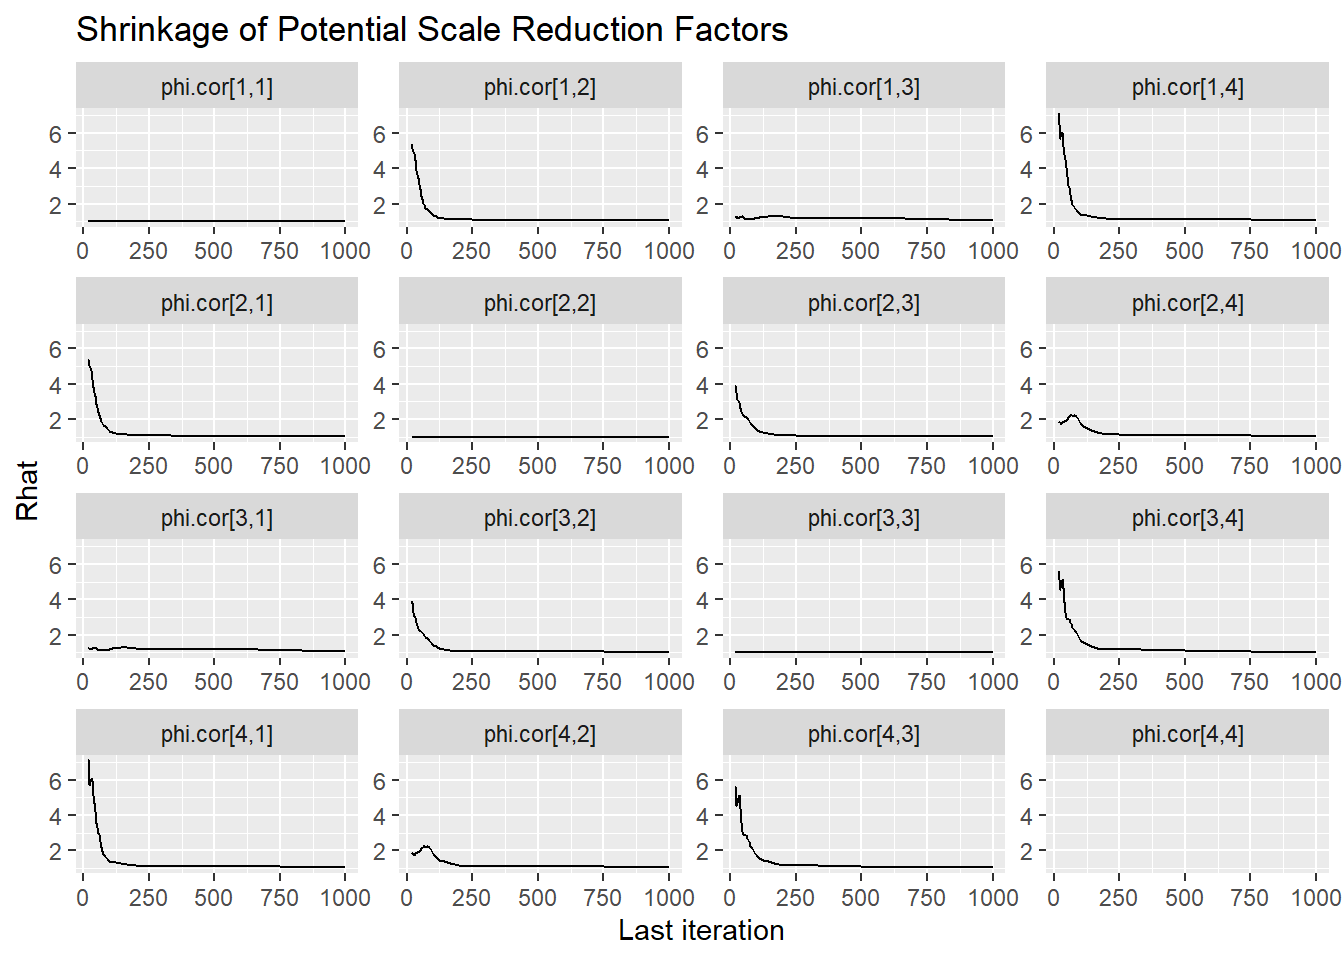 Shrinkage of Potential Scale Reduction Factors
phi.cor[1,1] phi.cor[1,2] phi.cor[1,3] phi.cor[1,4]
6 6 6 6
4 4 4 4
2 2 2 2
0 250 500 750 1000 0 250 500 750 1000 0 250 500 750 1000 0 250 500 750 1000
phi.cor[2,1] phi.cor[2,2] phi.cor[2,3] phi.cor[2,4]
6 6 6 6
4 4 4 4
2 2 2 2
0 250 500 750 1000 0 250 500 750 1000 0 250 500 750 1000 0 250 500 750 1000
Rhat
phi.cor[3,1] phi.cor[3,2] phi.cor[3,3] phi.cor[3,4]
6 6 6 6
4 4 4 4
2 2 2 2
0 250 500 750 1000 0 250 500 750 1000 0 250 500 750 1000 0 250 500 750 1000
phi.cor[4,1] phi.cor[4,2] phi.cor[4,3] phi.cor[4,4]
6 6 6 6
4 4 4 4
2 2 2 2
0 250 500 750 1000 0 250 500 750 1000 0 250 500 750 1000 0 250 500 750 1000
Last iteration